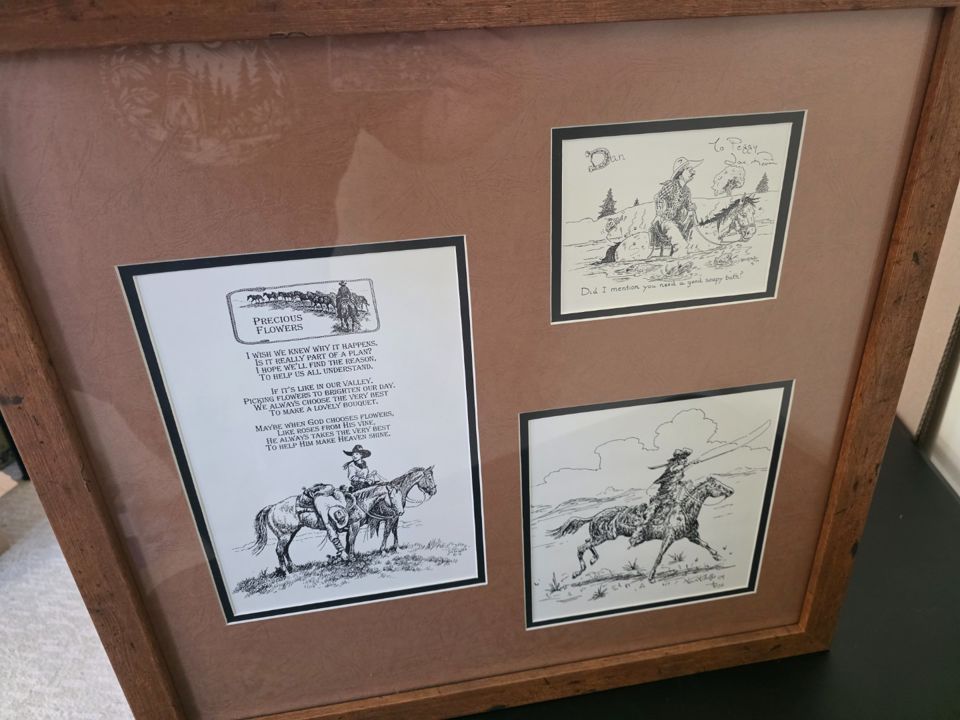 PRECIOUS
FLOWERS
I WISH WE KNEW WHY IT HAPPENS.
IS IT REALLY PART OF A PLAN?
I HOPE WE'LL FIND THE REASON,
TO HELP US ALL UNDERSTAND.
IF IT'S LIKE IN OUR VALLEY.
PICKING FLOWERS TO BRIGHTEN OUR DAY.
WE ALWAYS CHOOSE THE VERY BEST
TO MAKE A LOVELY BOUQUET.
MAYBE WHEN GOD CHOOSES FLOWERS,
LIKE ROSES FROM HIS VINE,
HE ALWAYS TAKES THE VERY BEST
TO HELP HIM MAKE HEAVEN SHINE.
Dan
To Peggy
Did I mention you need a good soapy bath?